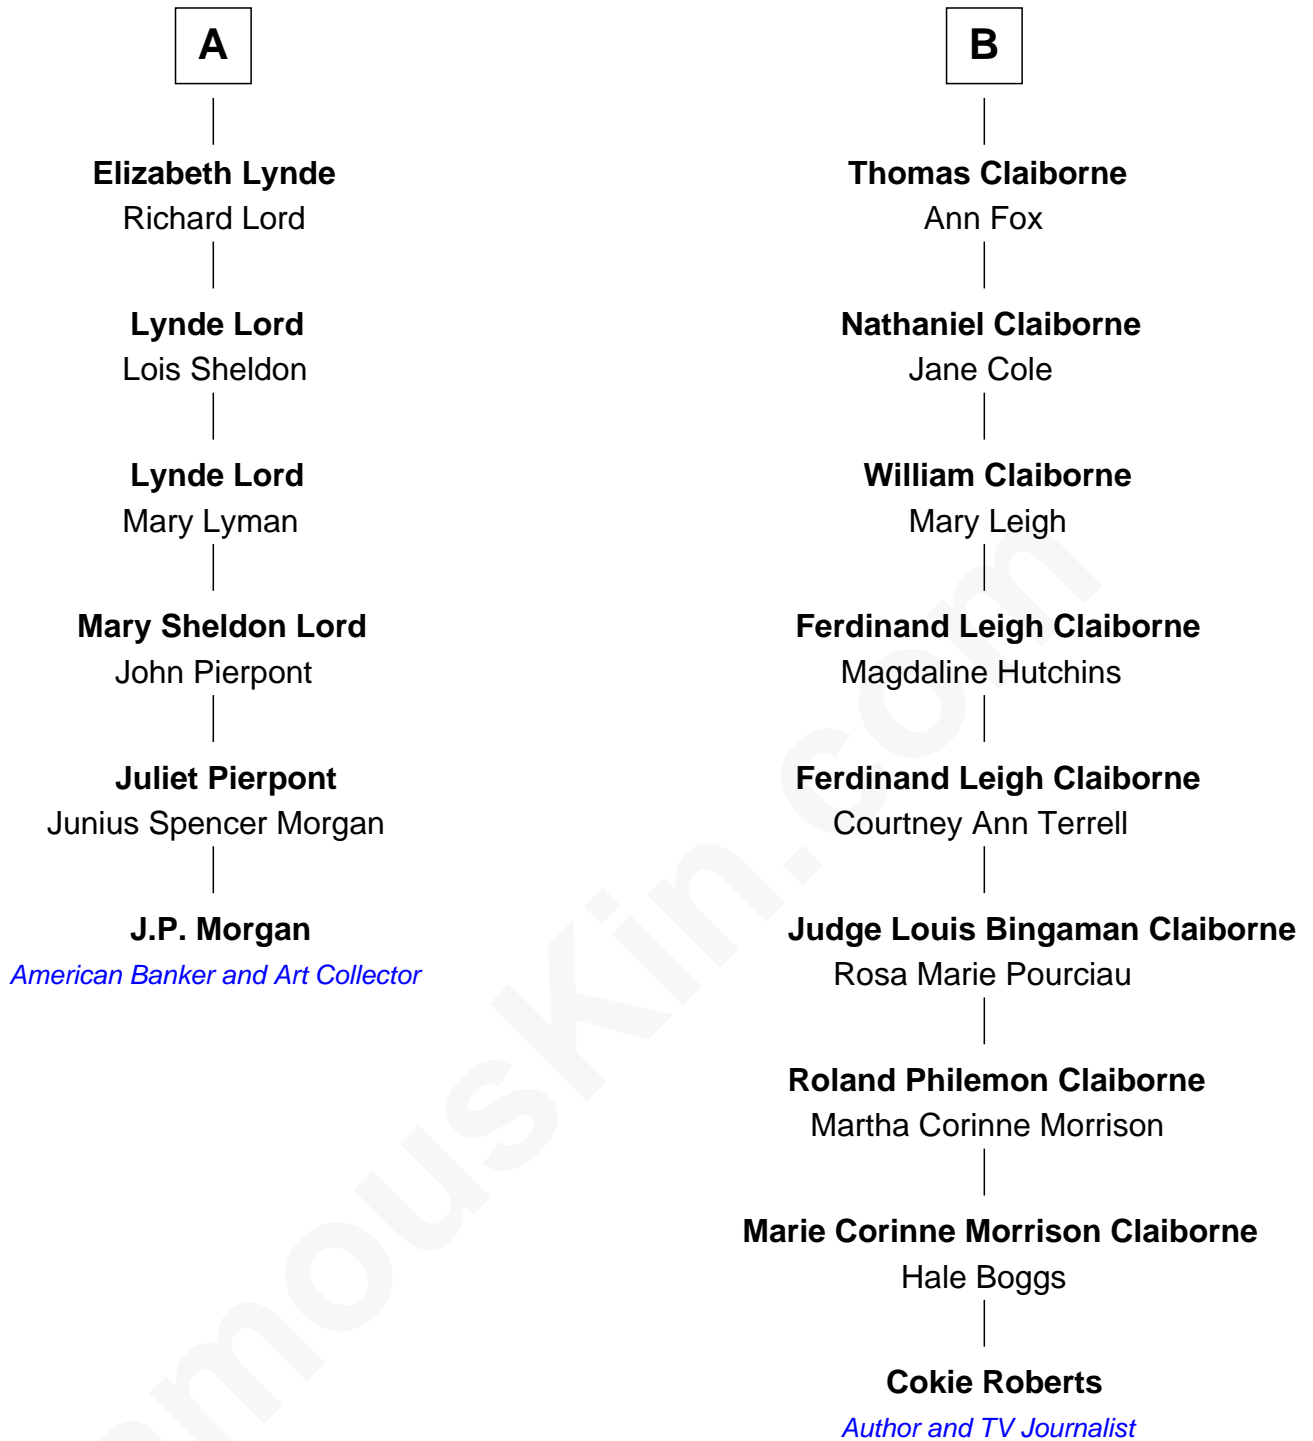 A
Elizabeth Lynde
Richard Lord
Lynde Lord
Lois Sheldon
Lynde Lord
Mary Lyman
Mary Sheldon Lord
John Pierpont
Juliet Pierpont
Junius Spencer Morgan
J.P. Morgan
American Banker and Art Collector
B
Thomas Claiborne
Ann Fox
Nathaniel Claiborne
Jane Cole
William Claiborne
Mary Leigh
Ferdinand Leigh Claiborne
Magdaline Hutchins
Ferdinand Leigh Claiborne
Courtney Ann Terrell
Judge Louis Bingaman Claiborne
Rosa Marie Pourciau
Roland Philemon Claiborne
Martha Corinne Morrison
Marie Corinne Morrison Claiborne
Hale Boggs
Cokie Roberts
Author and TV Journalist
amouskin.com